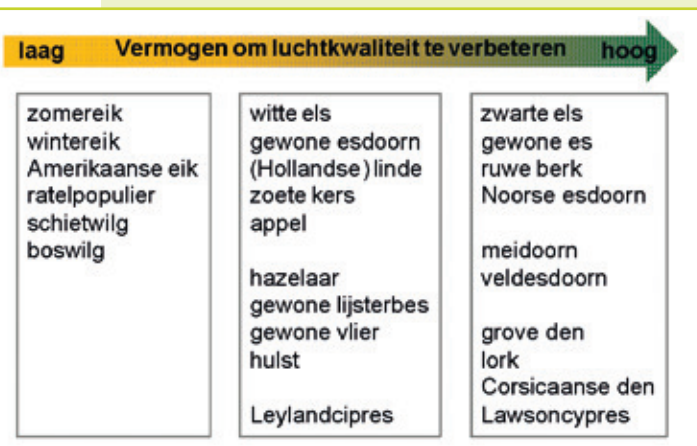 laag Vermogen om luchtkwaliteit te verbeteren hoog
zomereik
wintereik
Amerikaanse eik
ratelpopulier
schietwilg
boswilg
witte els
gewone esdoorn
(Hollandse) linde
zoete kers
appel
hazelaar
gewone lijsterbes
gewone vlier
hulst
Leylandcipres
zwarte els
gewone es
ruwe berk
Noorse esdoorn
meidoorn
veldesdoorn
grove den
lork
Corsicaanse den
Lawsoncypres